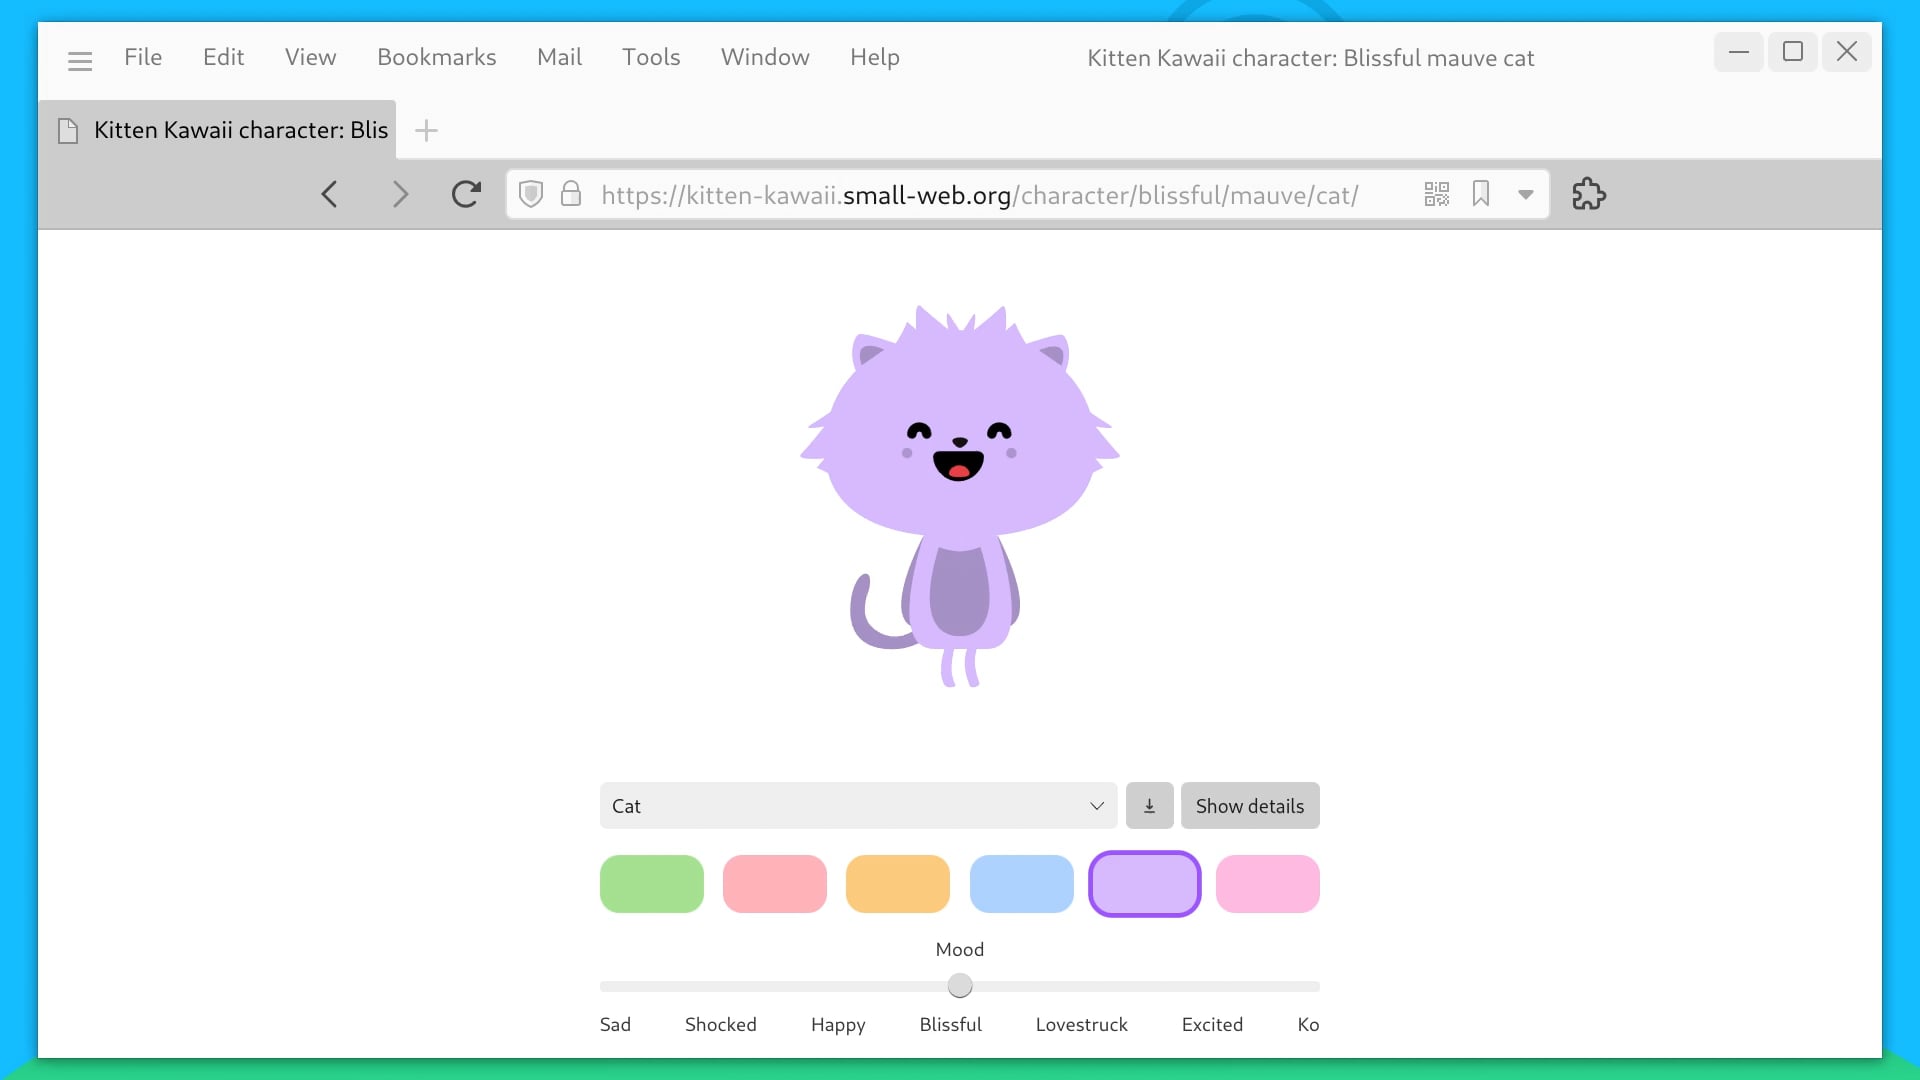 File Edit View Bookmarks Mail Tools Window Help Kitten Kawaii character: Blissful mauve cat
Kitten Kawaii character: Blis
https://kitten-kawaii.small-web.org/character/blissful/mauve/cat/
Cat Show details
Mood
Sad Shocked Happy Blissful Lovestruck Excited Ko